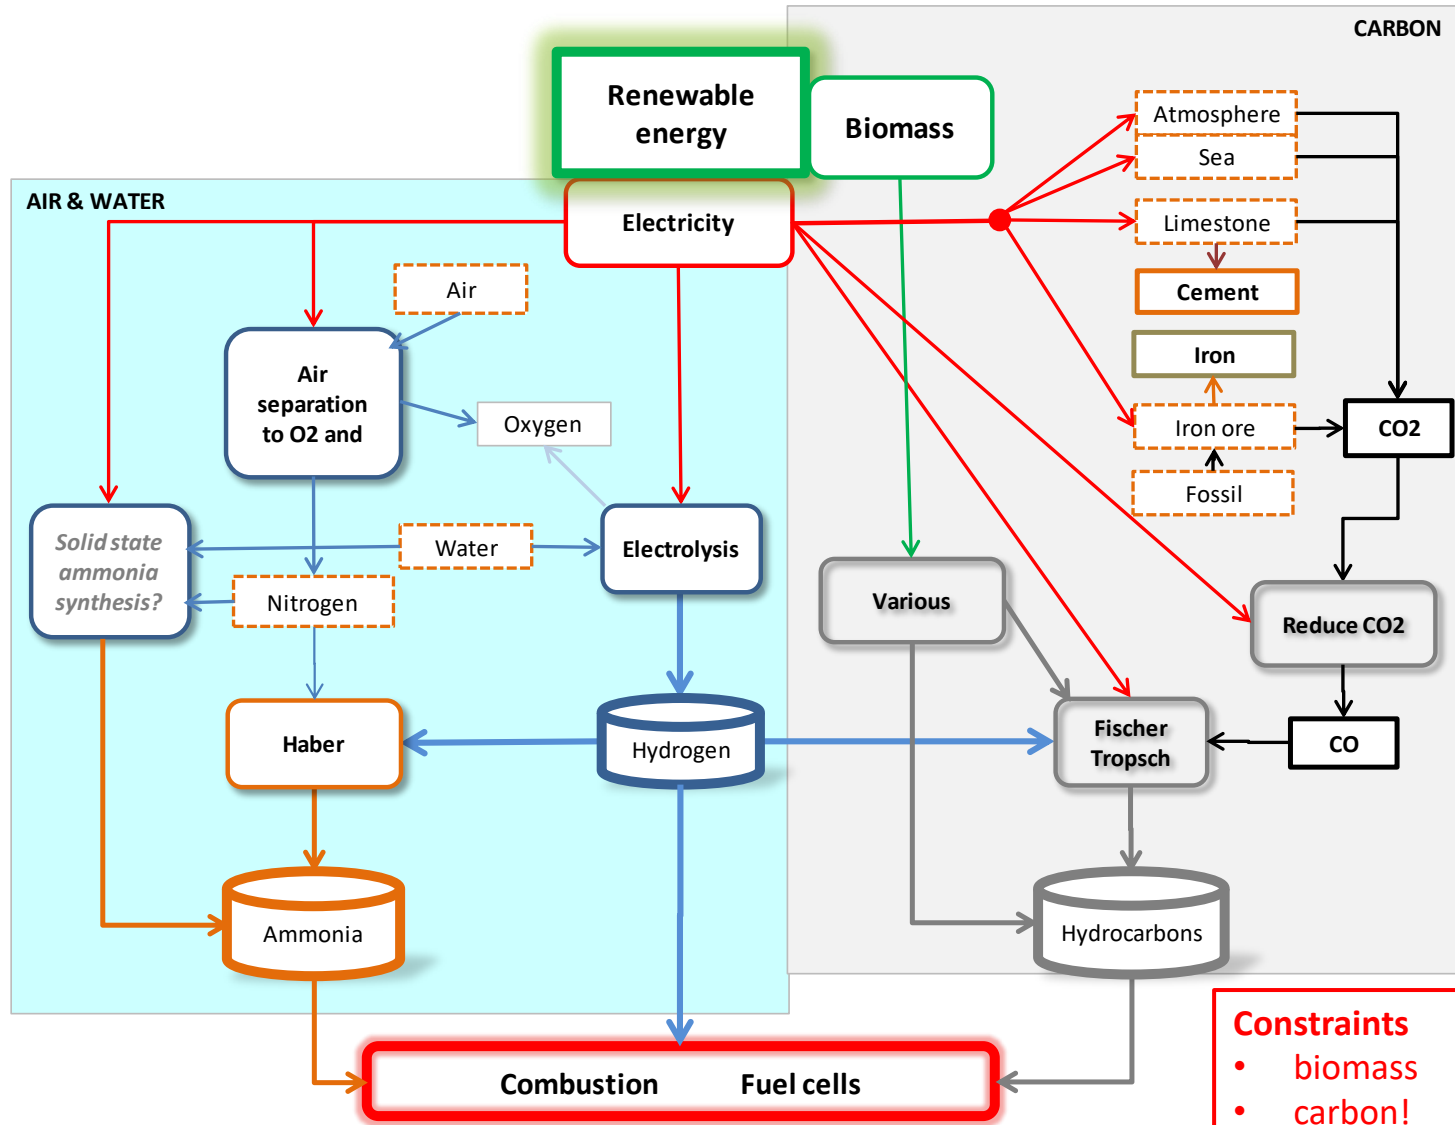 CARBON
Renewable
energy
Biomass
Atmosphere
Sea
AIR & WATER
Electricity
Limestone
Air
Cement
Iron
Air
separation
to O2 and
Oxygen
Iron ore
CO2
Fossil
Solid state
ammonia
synthesis?
Water
Electrolysis
Nitrogen
Various
Reduce CO2
Haber
Hydrogen
Fischer
Tropsch
CO
Ammonia
Hydrocarbons
Constraints
• biomass
• carbon!
Combustion Fuel cells